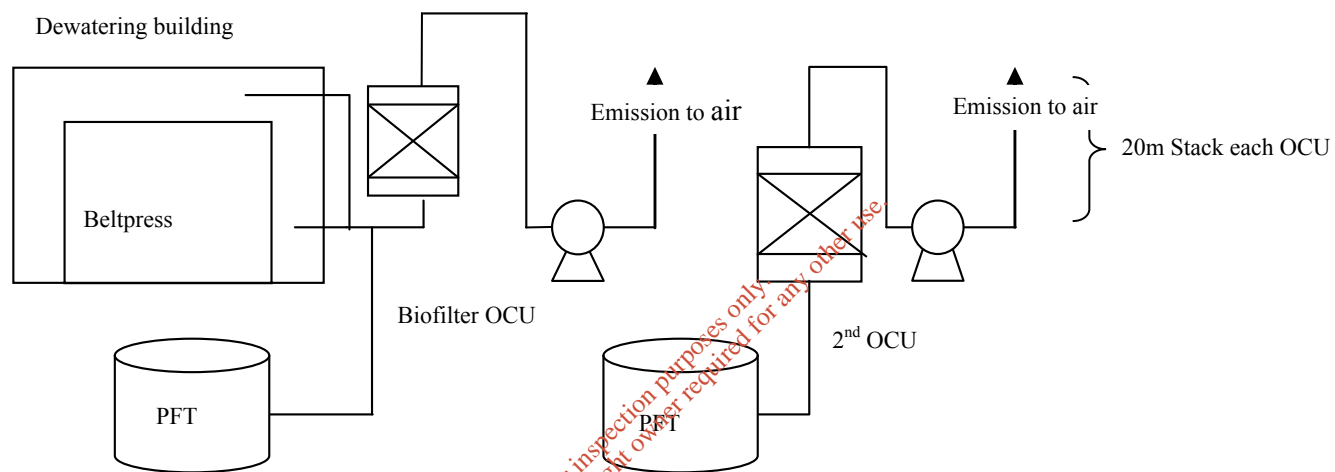 Dewatering building
Emission to air
Emission to air
20m Stack each OCU
Beltpress
Biofilter OCU
2nd OCU
PFT
PFT
inspection purposes only.
owner required for any other use.